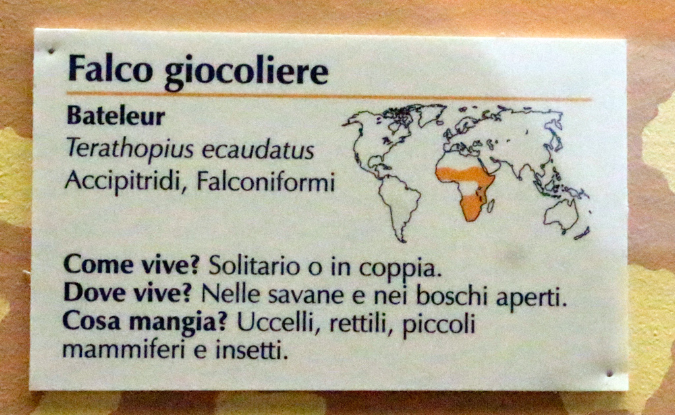 Falco giocoliere
Bateleur
Terathopius ecaudatus
Accipitridi, Falconiformi
Come vive? Solitario o in coppia.
Dove vive? Nelle savane e nei boschi aperti.
Cosa mangia? Uccelli, rettili, piccoli
mammiferi e insetti.